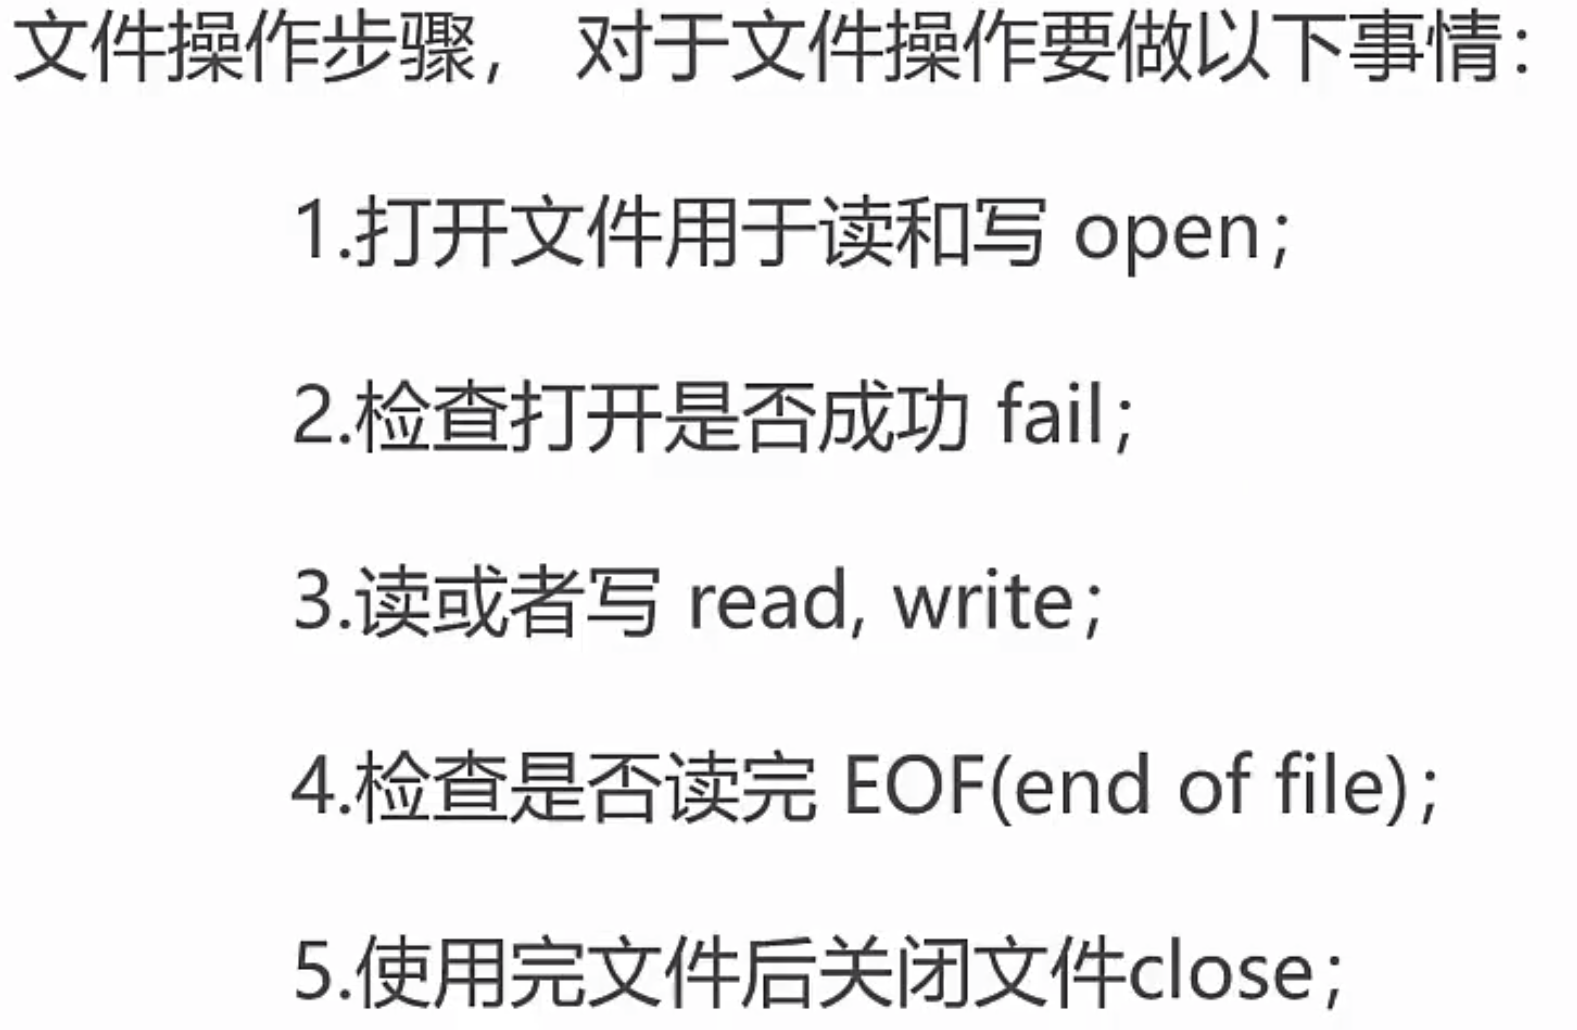 文件操作步骤， 对于文件操作要做以下事情：
1.打开文件用于读和写 open；
2.检查打开是否成功 fail；
3.读或者写 read, write；
4.检查是否读完 EOF(end of file)；
5.使用完文件后关闭文件close；